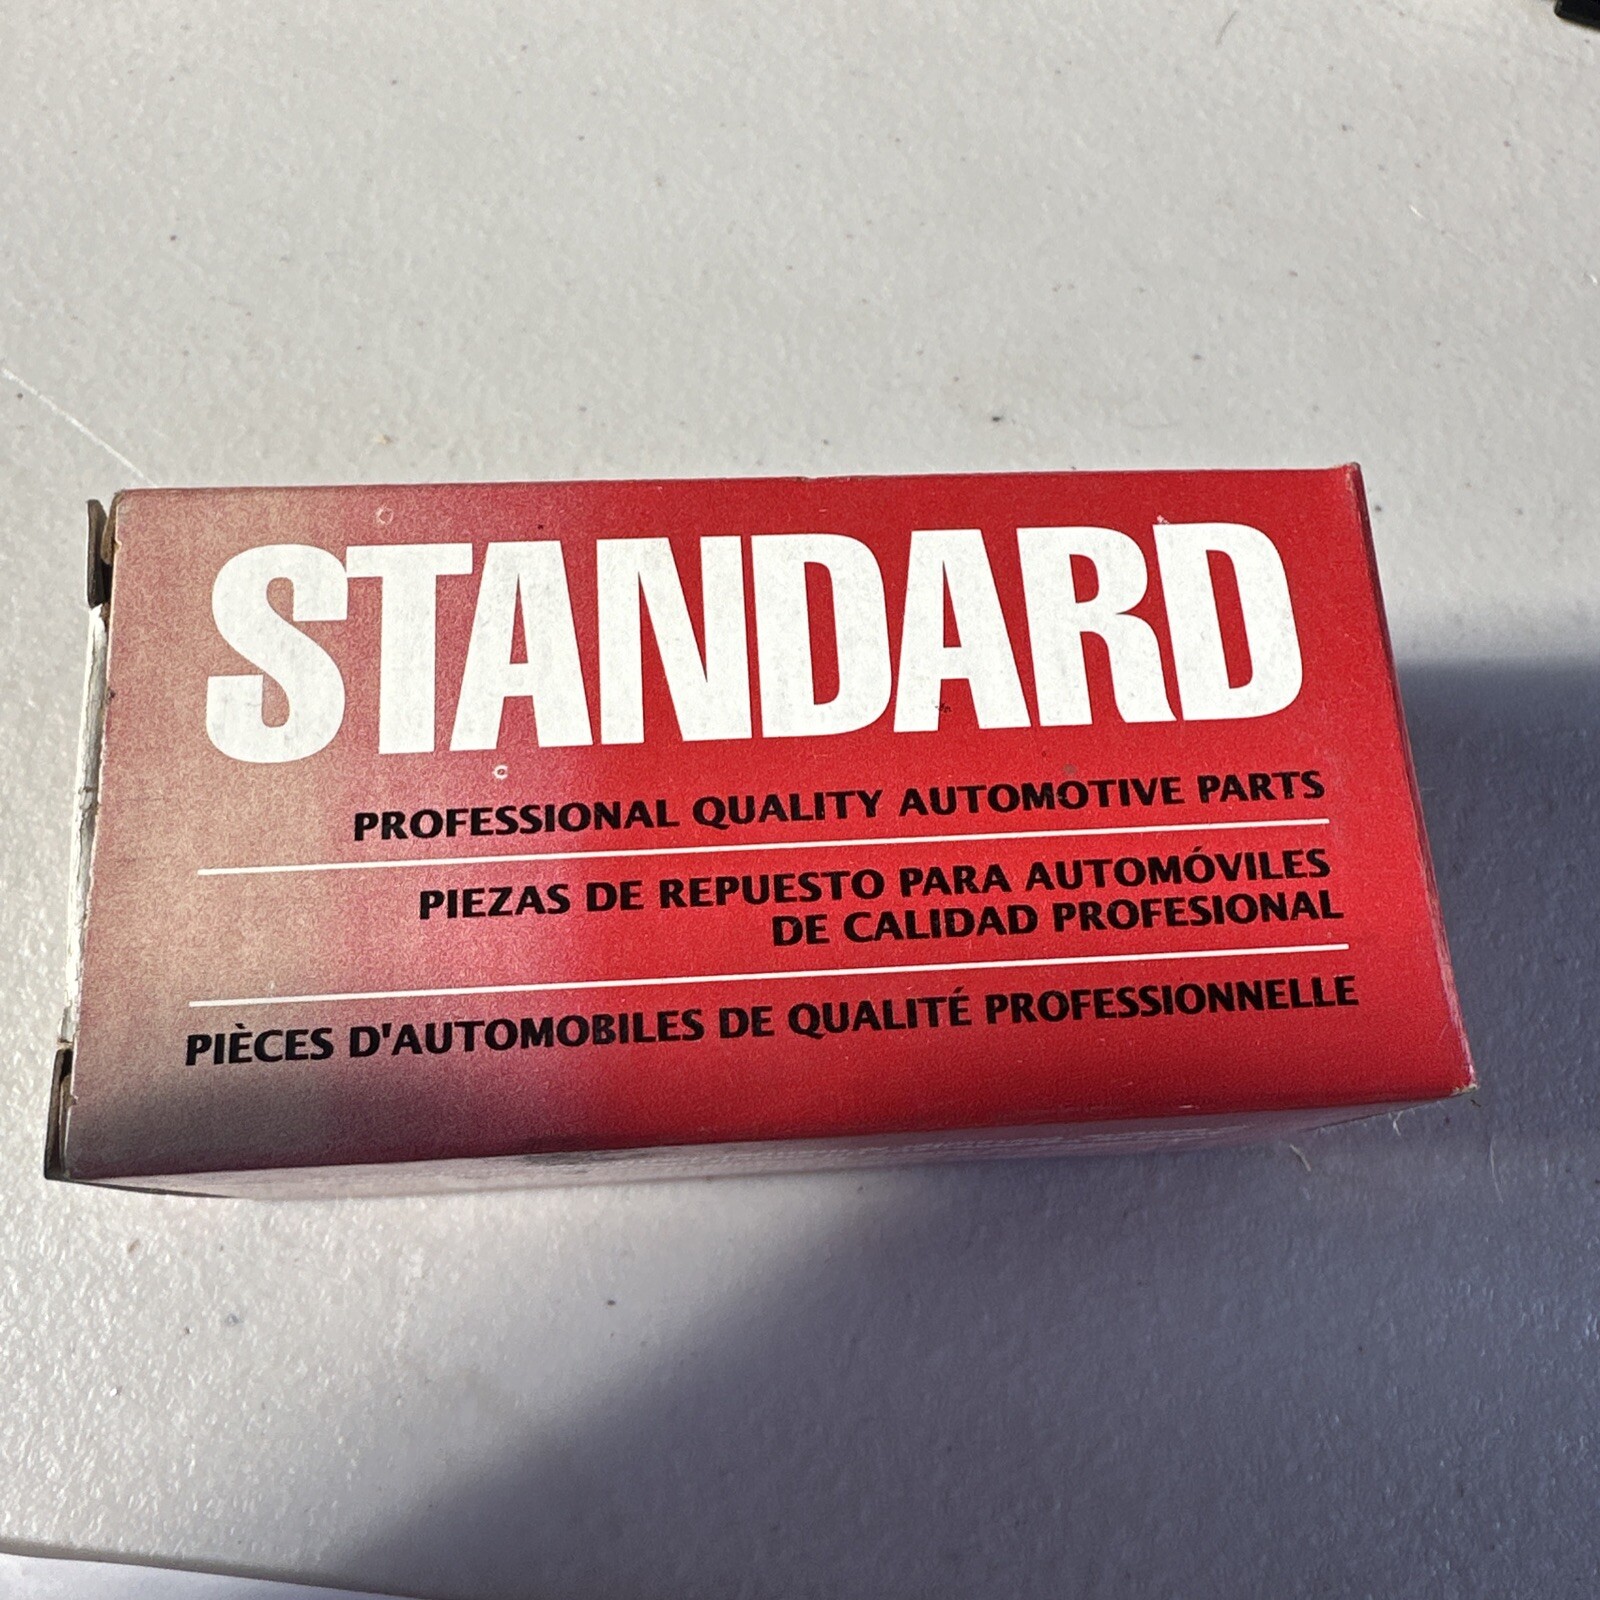 STANDARD
PROFESSIONAL QUALITY AUTOMOTIVE PARTS
PIEZAS DE REPUESTO PARA AUTOMÓVILES
DE CALIDAD PROFESIONAL
PIÈCES D'AUTOMOBILES DE QUALITÉ PROFESSIONNELLE